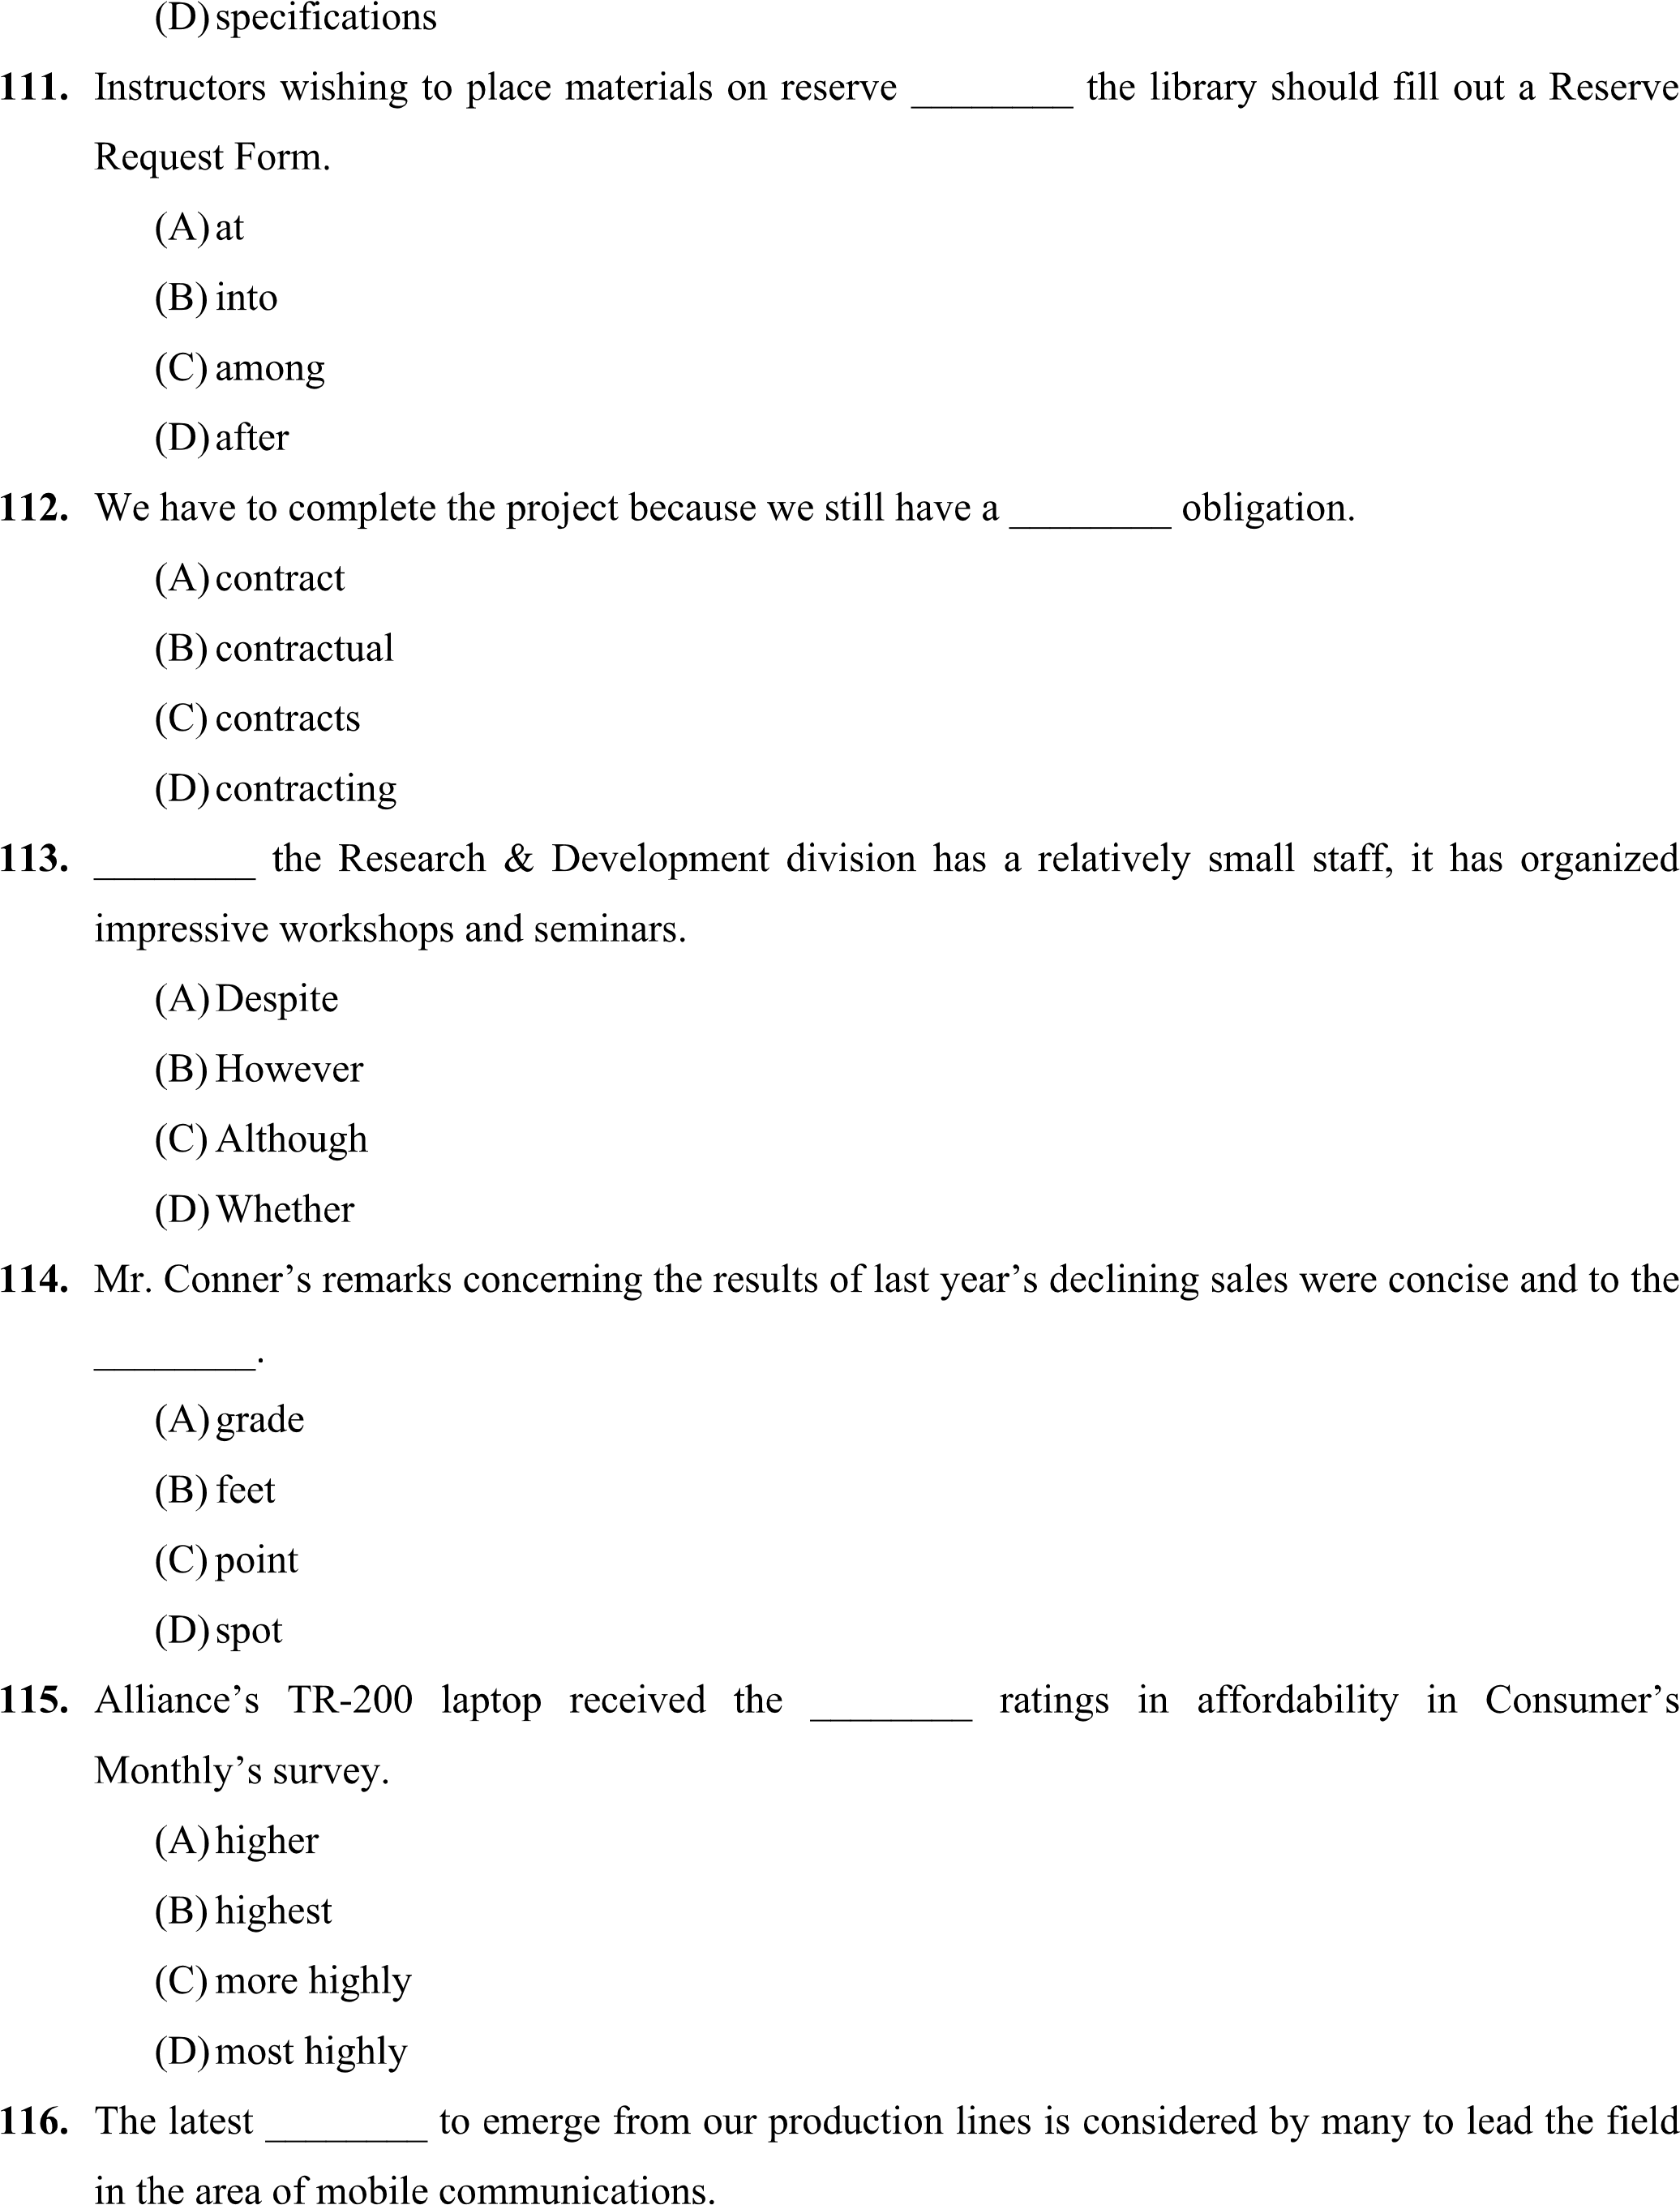 (D) specifications
111. Instructors wishing to place materials on reserve ________ the library should fill out a Reserve
Request Form.
(A) at
(B) into
(C) among
(D) after
112. We have to complete the project because we still have a ________ obligation.
(A) contract
(B) contractual
(C) contracts
(D) contracting
113. ________ the Research & Development division has a relatively small staff, it has organized
impressive workshops and seminars.
(A) Despite
(B) However
(C) Although
(D) Whether
114. Mr. Conner’s remarks concerning the results of last year’s declining sales were concise and to the
________.
(A) grade
(B) feet
(C) point
(D) spot
115. Alliance’s TR-200 laptop received the ________ ratings in affordability in Consumer’s
Monthly’s survey.
(A) higher
(B) highest
(C) more highly
(D) most highly
116. The latest ________ to emerge from our production lines is considered by many to lead the field
in the area of mobile communications.